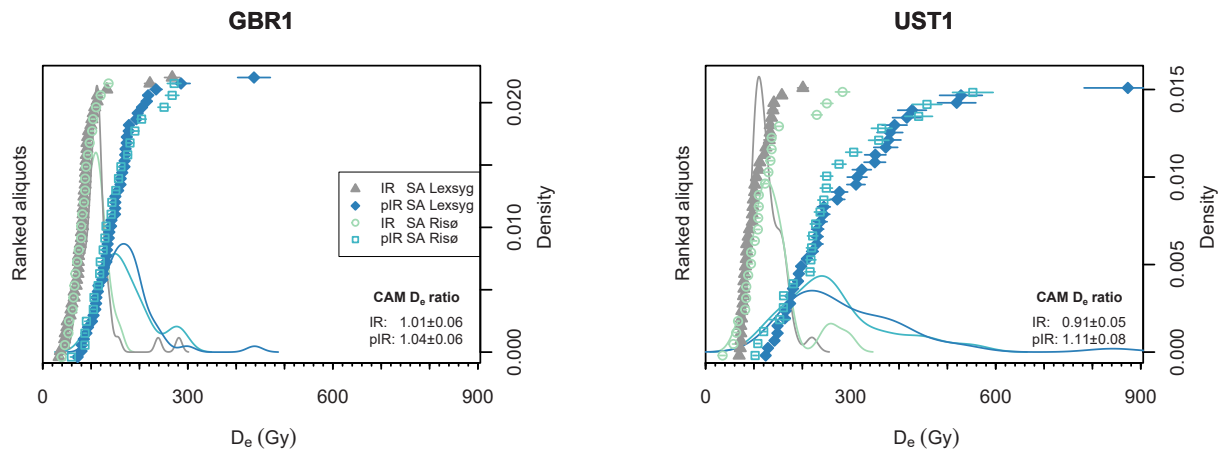 GBR1
Ranked aliquots
IR SA Lexsyg
pIR SA Lexsyg
IR SA Risø
pIR SA Risø
CAM De ratio
IR: 1.01±0.06
pIR: 1.04±0.06
0.000
0.010
0.020
Density
0
300
600
900
De (Gy)
UST1
Ranked aliquots
CAM De ratio
IR: 0.91±0.05
pIR: 1.11±0.08
0.000
0.005
0.010
0.015
Density
0
300
600
900
De (Gy)